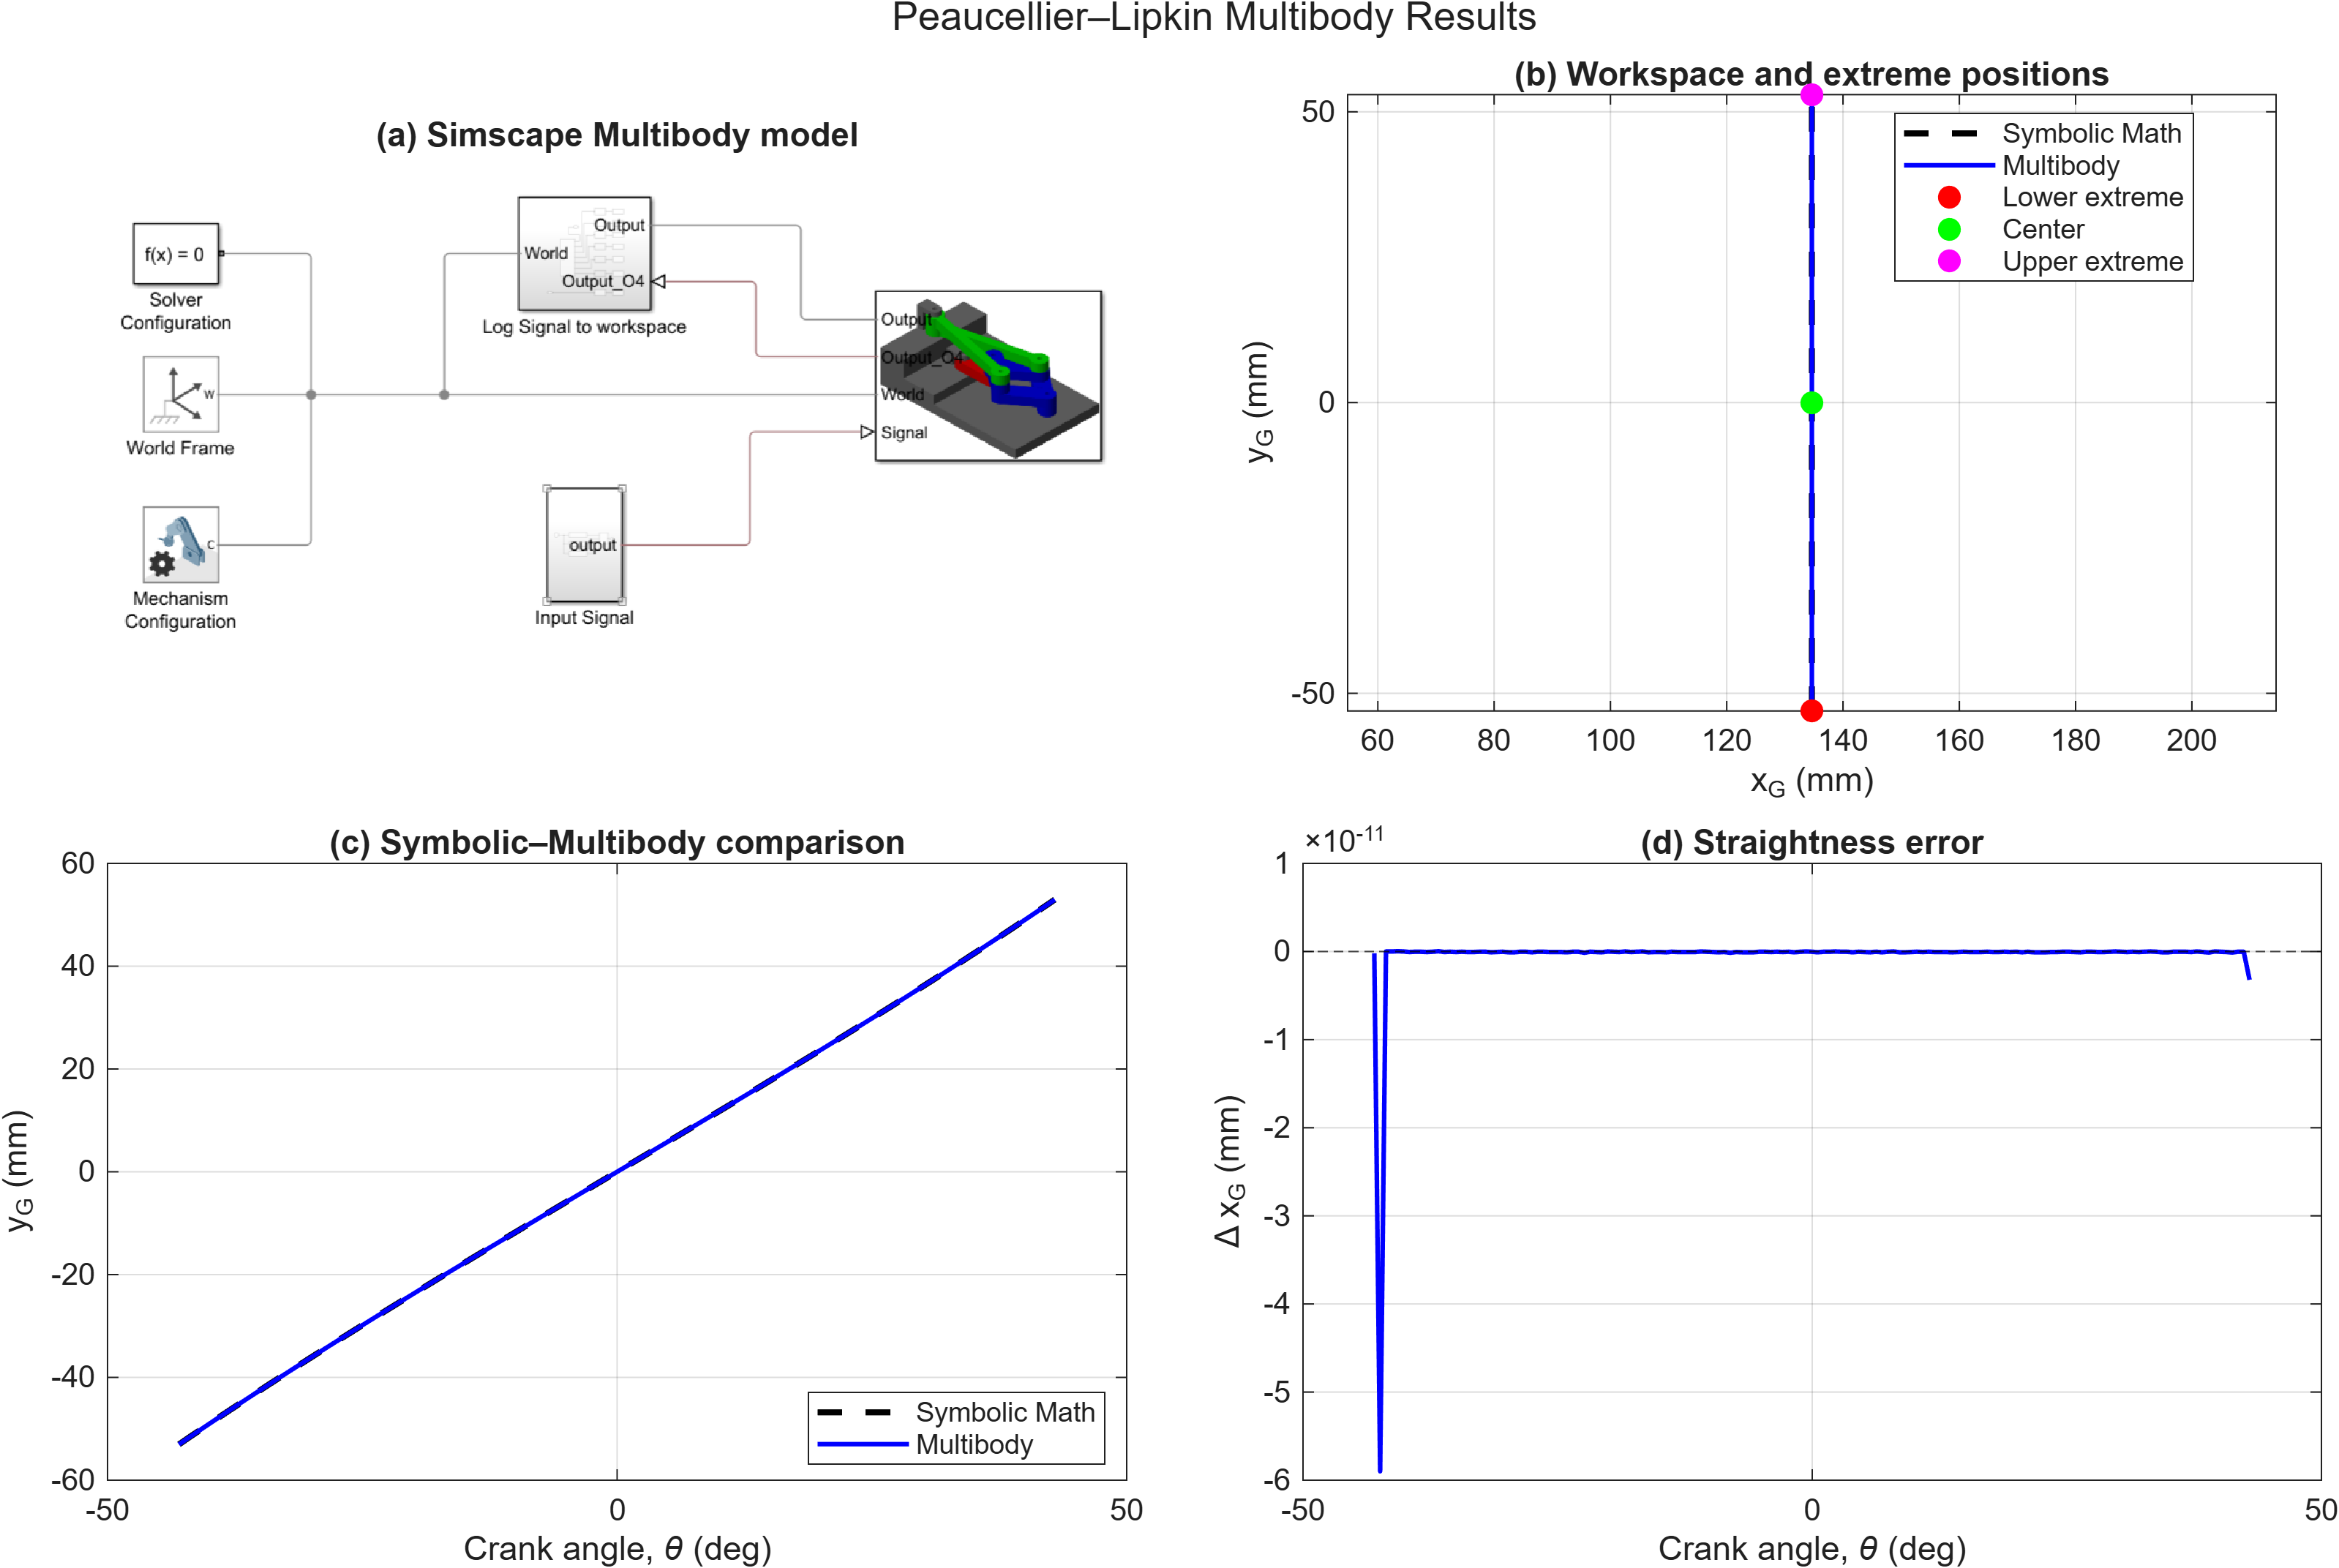 Peaucellier–Lipkin Multibody Results
(a) Simscape Multibody model
f(x) = 0
Solver
Configuration
W
World Frame
C
Mechanism
Configuration
Output
World
Output_O4
Log Signal to workspace
output
Input Signal
Output
Output_O4
World
Signal
(b) Workspace and extreme positions
Symbolic Math
Multibody
Lower extreme
Center
Upper extreme
50
0
-50
yG (mm)
60 80 100 120 140 160 180 200
xG (mm)
(c) Symbolic–Multibody comparison
60
40
20
0
-20
-40
-60
yG (mm)
Symbolic Math
Multibody
-50 0 50
Crank angle, θ (deg)
(d) Straightness error
×10-11
1
0
-1
-2
-3
-4
-5
-6
Δ xG (mm)
-50 0 50
Crank angle, θ (deg)